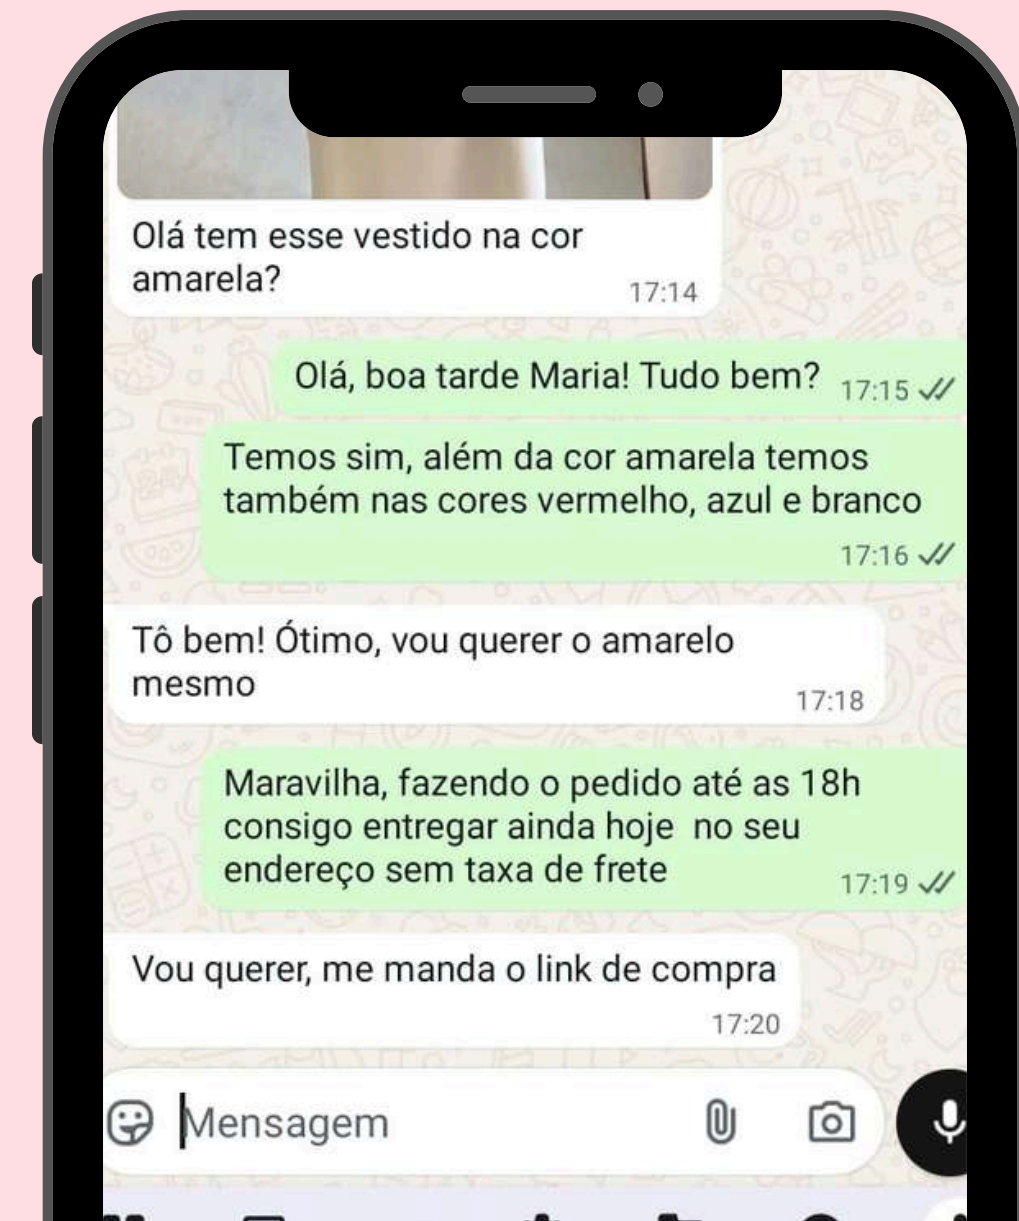 Olá tem esse vestido na cor
amarela?
17:14
Olá, boa tarde Maria! Tudo bem? 17:15
Temos sim, além da cor amarela temos
também nas cores vermelho, azul e branco
17:16
Tô bem! Ótimo, vou querer o amarelo
mesmo
17:18
Maravilha, fazendo o pedido até as 18h
consigo entregar ainda hoje  no seu
endereço sem taxa de frete
17:19
Vou querer, me manda o link de compra
17:20
Mensagem